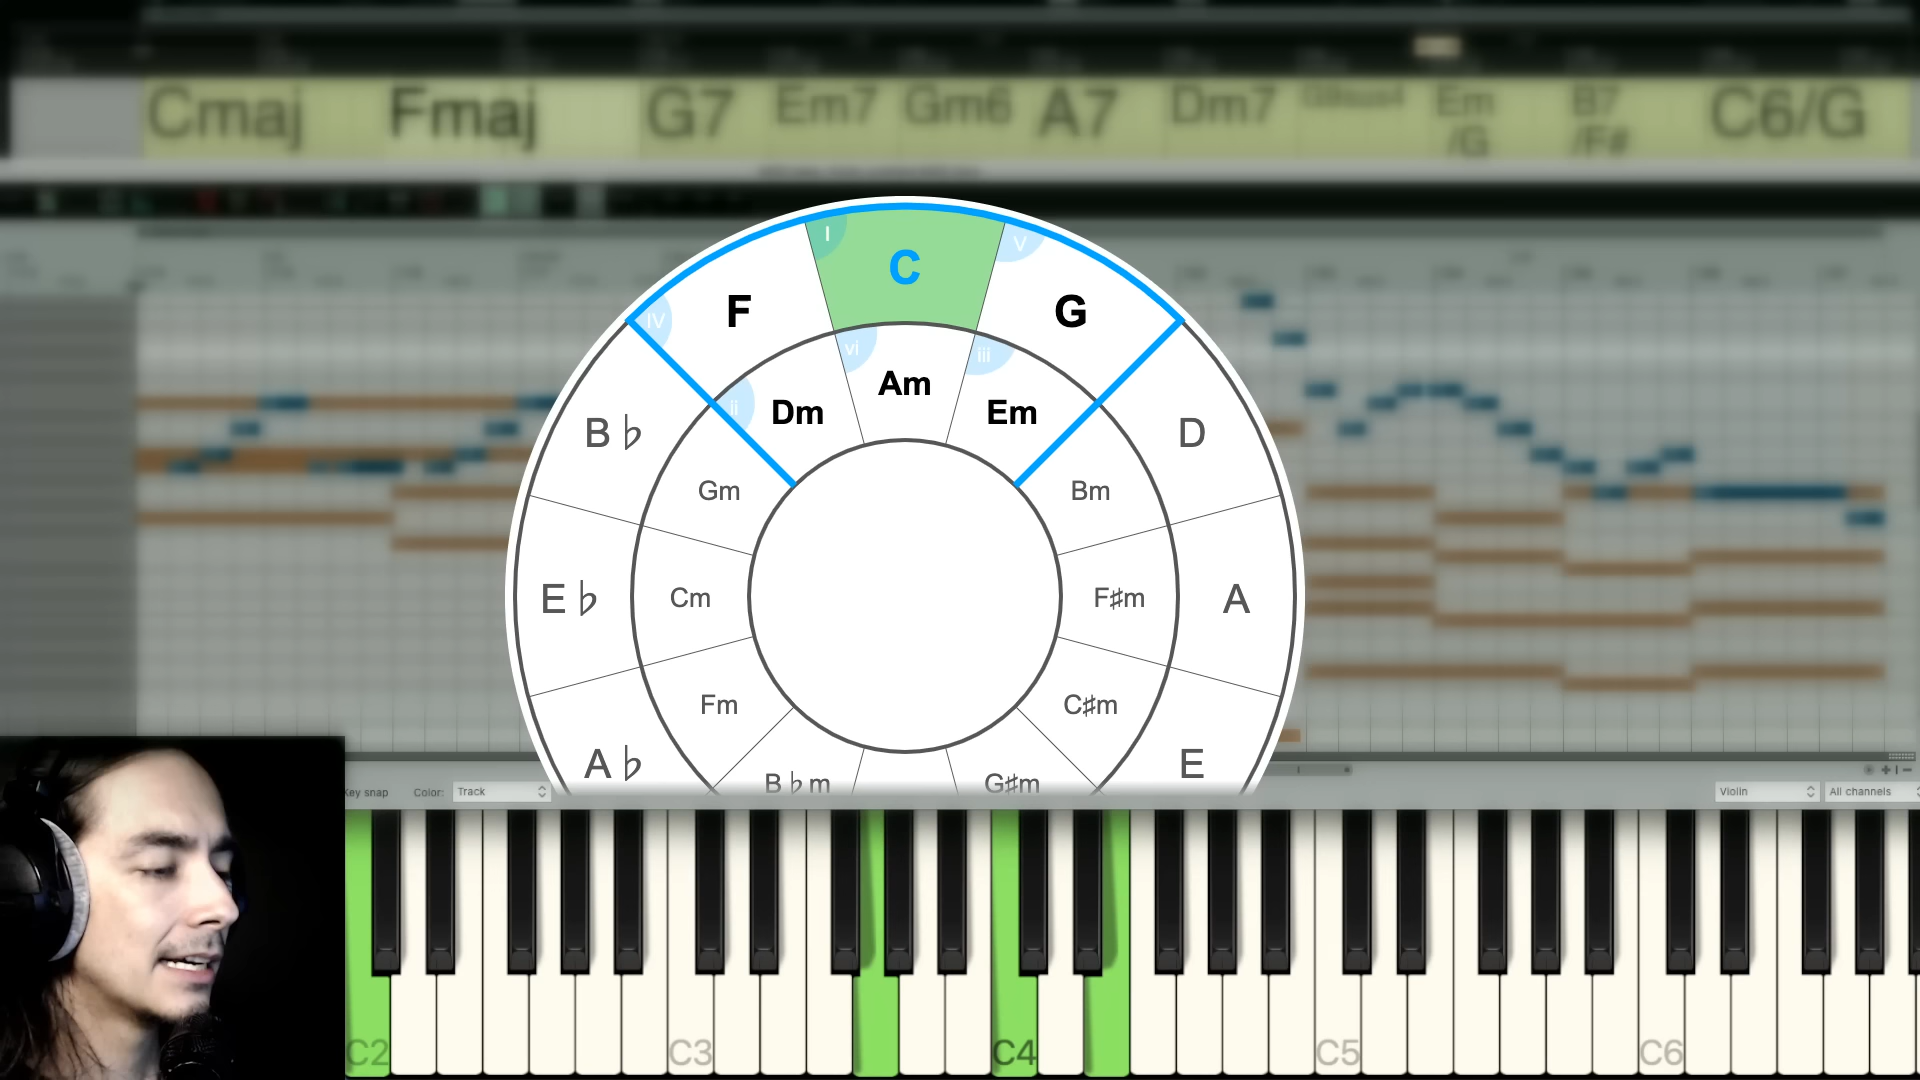 Cmaj Fmaj G7 Em7 Gm6 A7 Dm7 Em B7 C6/G
/G /F#
I C V
F G
IV
vi iii
Am
ii Dm Em
B♭ D
Gm Bm
E♭ Cm F♯m A
Fm C♯m
A♭ E
B♭m G♯m
Key snap Color: Track Violin All channels
C2 C3 C4 C5 C6